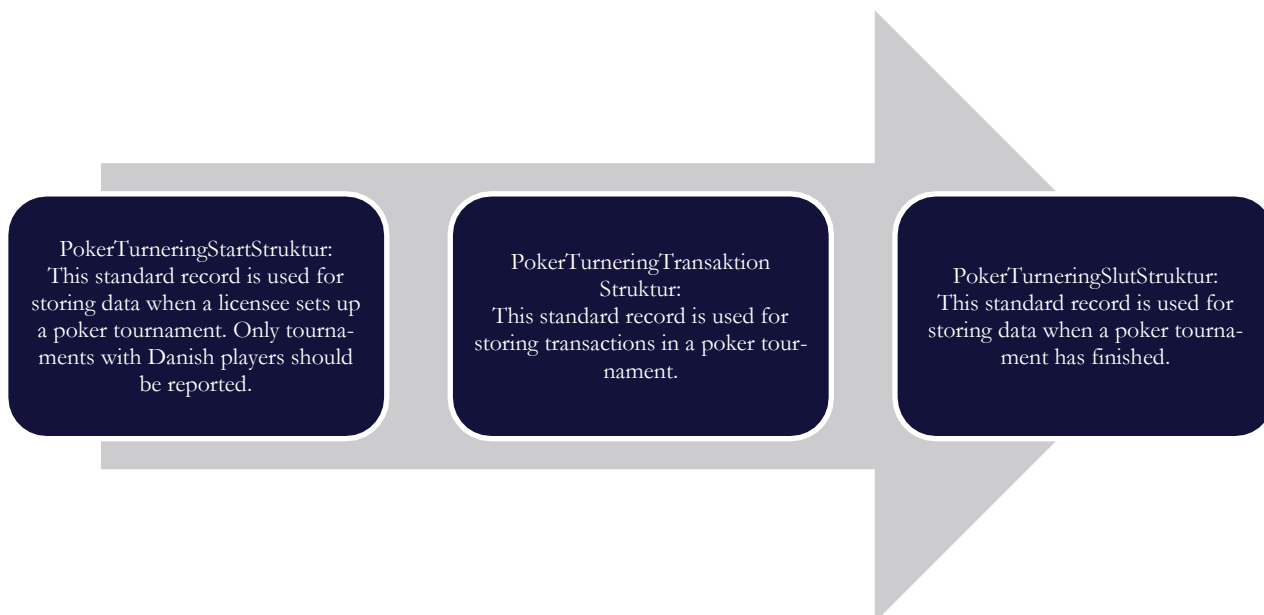 PokerTurneringStartStruktur:
This standard record is used for
storing data when a licensee sets up
a poker tournament. Only tourna-
ments with Danish players should
be reported.
PokerTurneringTransaktion
Struktur:
This standard record is used for
storing transactions in a poker tour-
nament.
PokerTurneringSlutStruktur:
This standard record is used for
storing data when a poker tourna-
ment has finished.